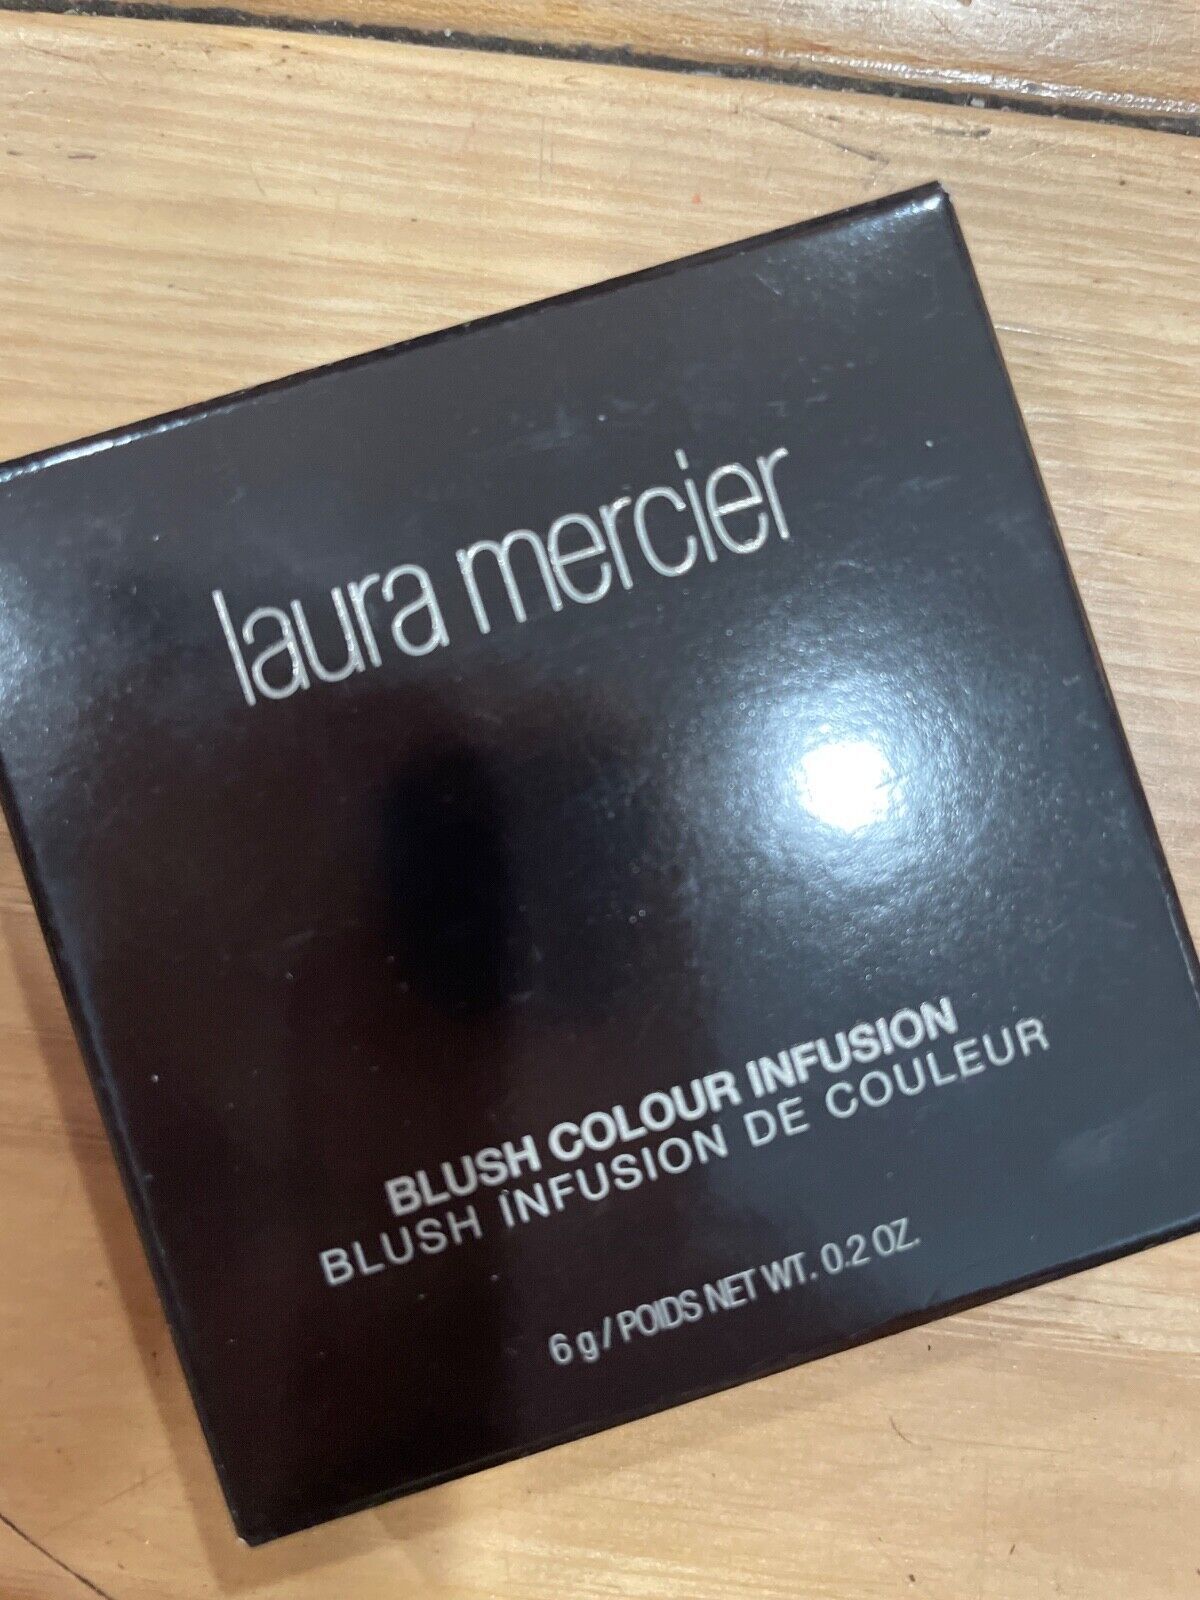 laura mercier
BLUSH COLOUR INFUSION
BLUSH INFUSION DE COULEUR
6 g / POIDS NET WT. 0.2 OZ.